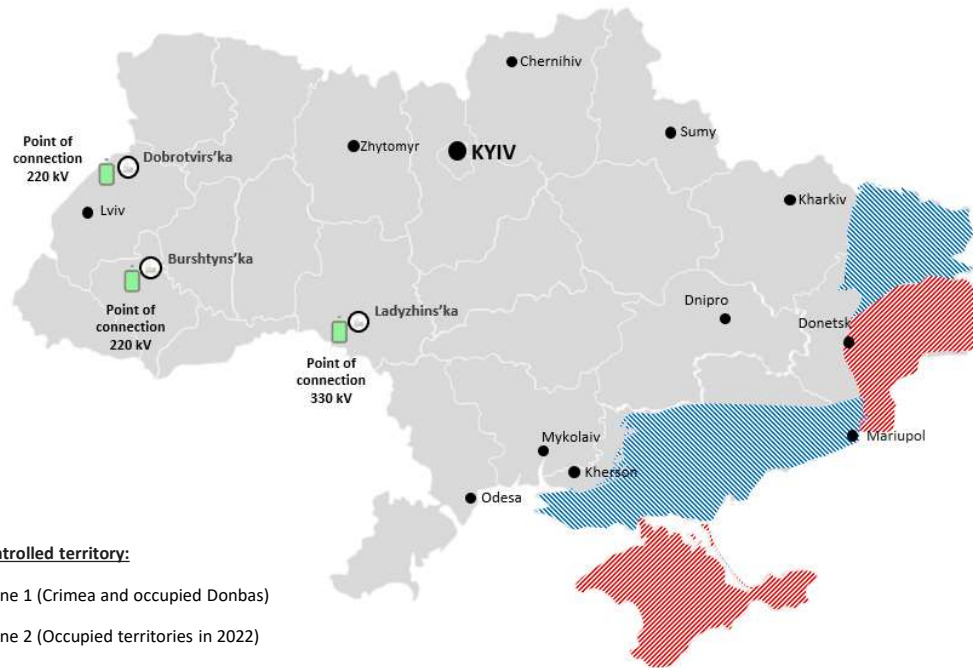 Chernihiv
Sumy
Point of
connection
220 kV
Dobrotvirs'ka
Zhytomyr
KYIV
Lviv
Kharkiv
Burshtyns'ka
Point of
connection
220 kV
Ladyzhins'ka
Dnipro
Donetsk
Point of
connection
330 kV
Mykolaiv
Mariupol
Kherson
Odesa
ntrolled territory:
ne 1 (Crimea and occupied Donbas)
ne 2 (Occupied territories in 2022)